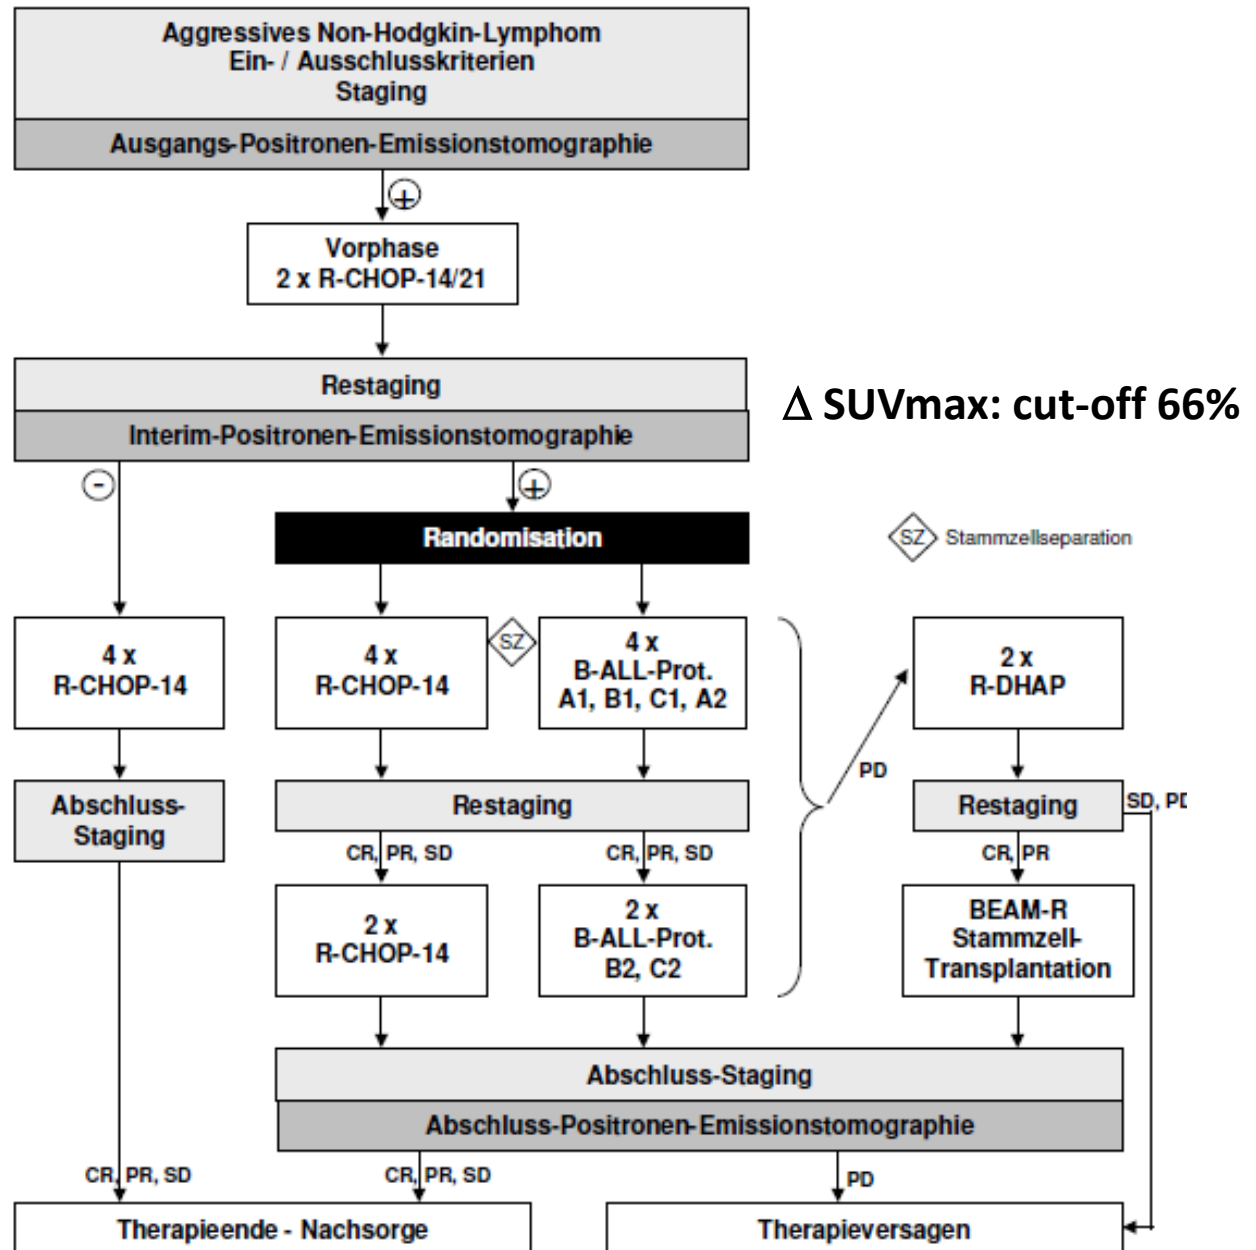 Aggressives Non-Hodgkin-Lymphom
Ein- / Ausschlusskriterien
Staging
Ausgangs-Positronen-Emissionstomographie
+
Vorphase
2 x R-CHOP-14/21
Restaging
Δ SUVmax: cut-off 66%
Interim-Positronen-Emissionstomographie
-
+
Randomisation
SZ Stammzellseparation
4 x
R-CHOP-14
4 x
R-CHOP-14
SZ
4 x
B-ALL-Prot.
A1, B1, C1, A2
2 x
R-DHAP
PD
Abschluss-
Staging
Restaging
Restaging
SD, PD
CR, PR, SD
CR, PR, SD
CR, PR
2 x
R-CHOP-14
2 x
B-ALL-Prot.
B2, C2
BEAM-R
Stammzell-
Transplantation
Abschluss-Staging
Abschluss-Positronen-Emissionstomographie
CR, PR, SD
CR, PR, SD
PD
Therapieende - Nachsorge
Therapieversagen